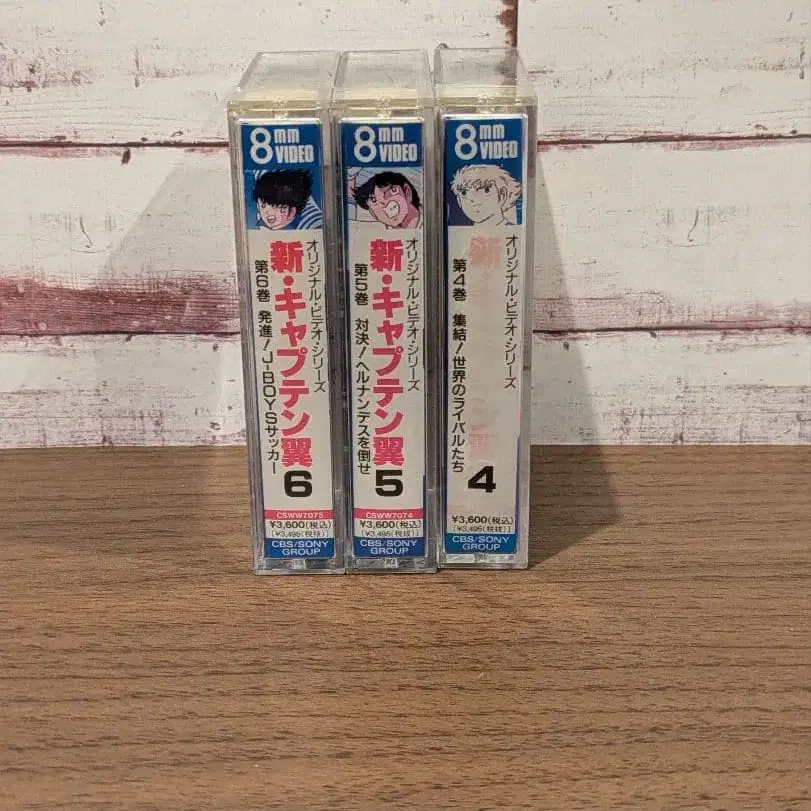 8mm VIDEO
オリジナル・ビデオ・シリーズ
新・キャプテン翼
第6巻 発進!J-BOYSサッカー
6
CSWW7075
¥3,600(税込)
(¥3,495(税抜))
CBS/SONY
GROUP
8mm VIDEO
オリジナル・ビデオ・シリーズ
新・キャプテン翼
第5巻 対決!ヘルナンデスを倒せ
5
CSWW7074
¥3,600(税込)
(¥3,495(税抜))
CBS/SONY
GROUP
8mm VIDEO
オリジナル・ビデオ・シリーズ
新・キャプテン翼
第4巻 集結!世界のライバルたち
4
¥3,600(税込)
(¥3,495(税抜))
CBS/SONY
GROUP